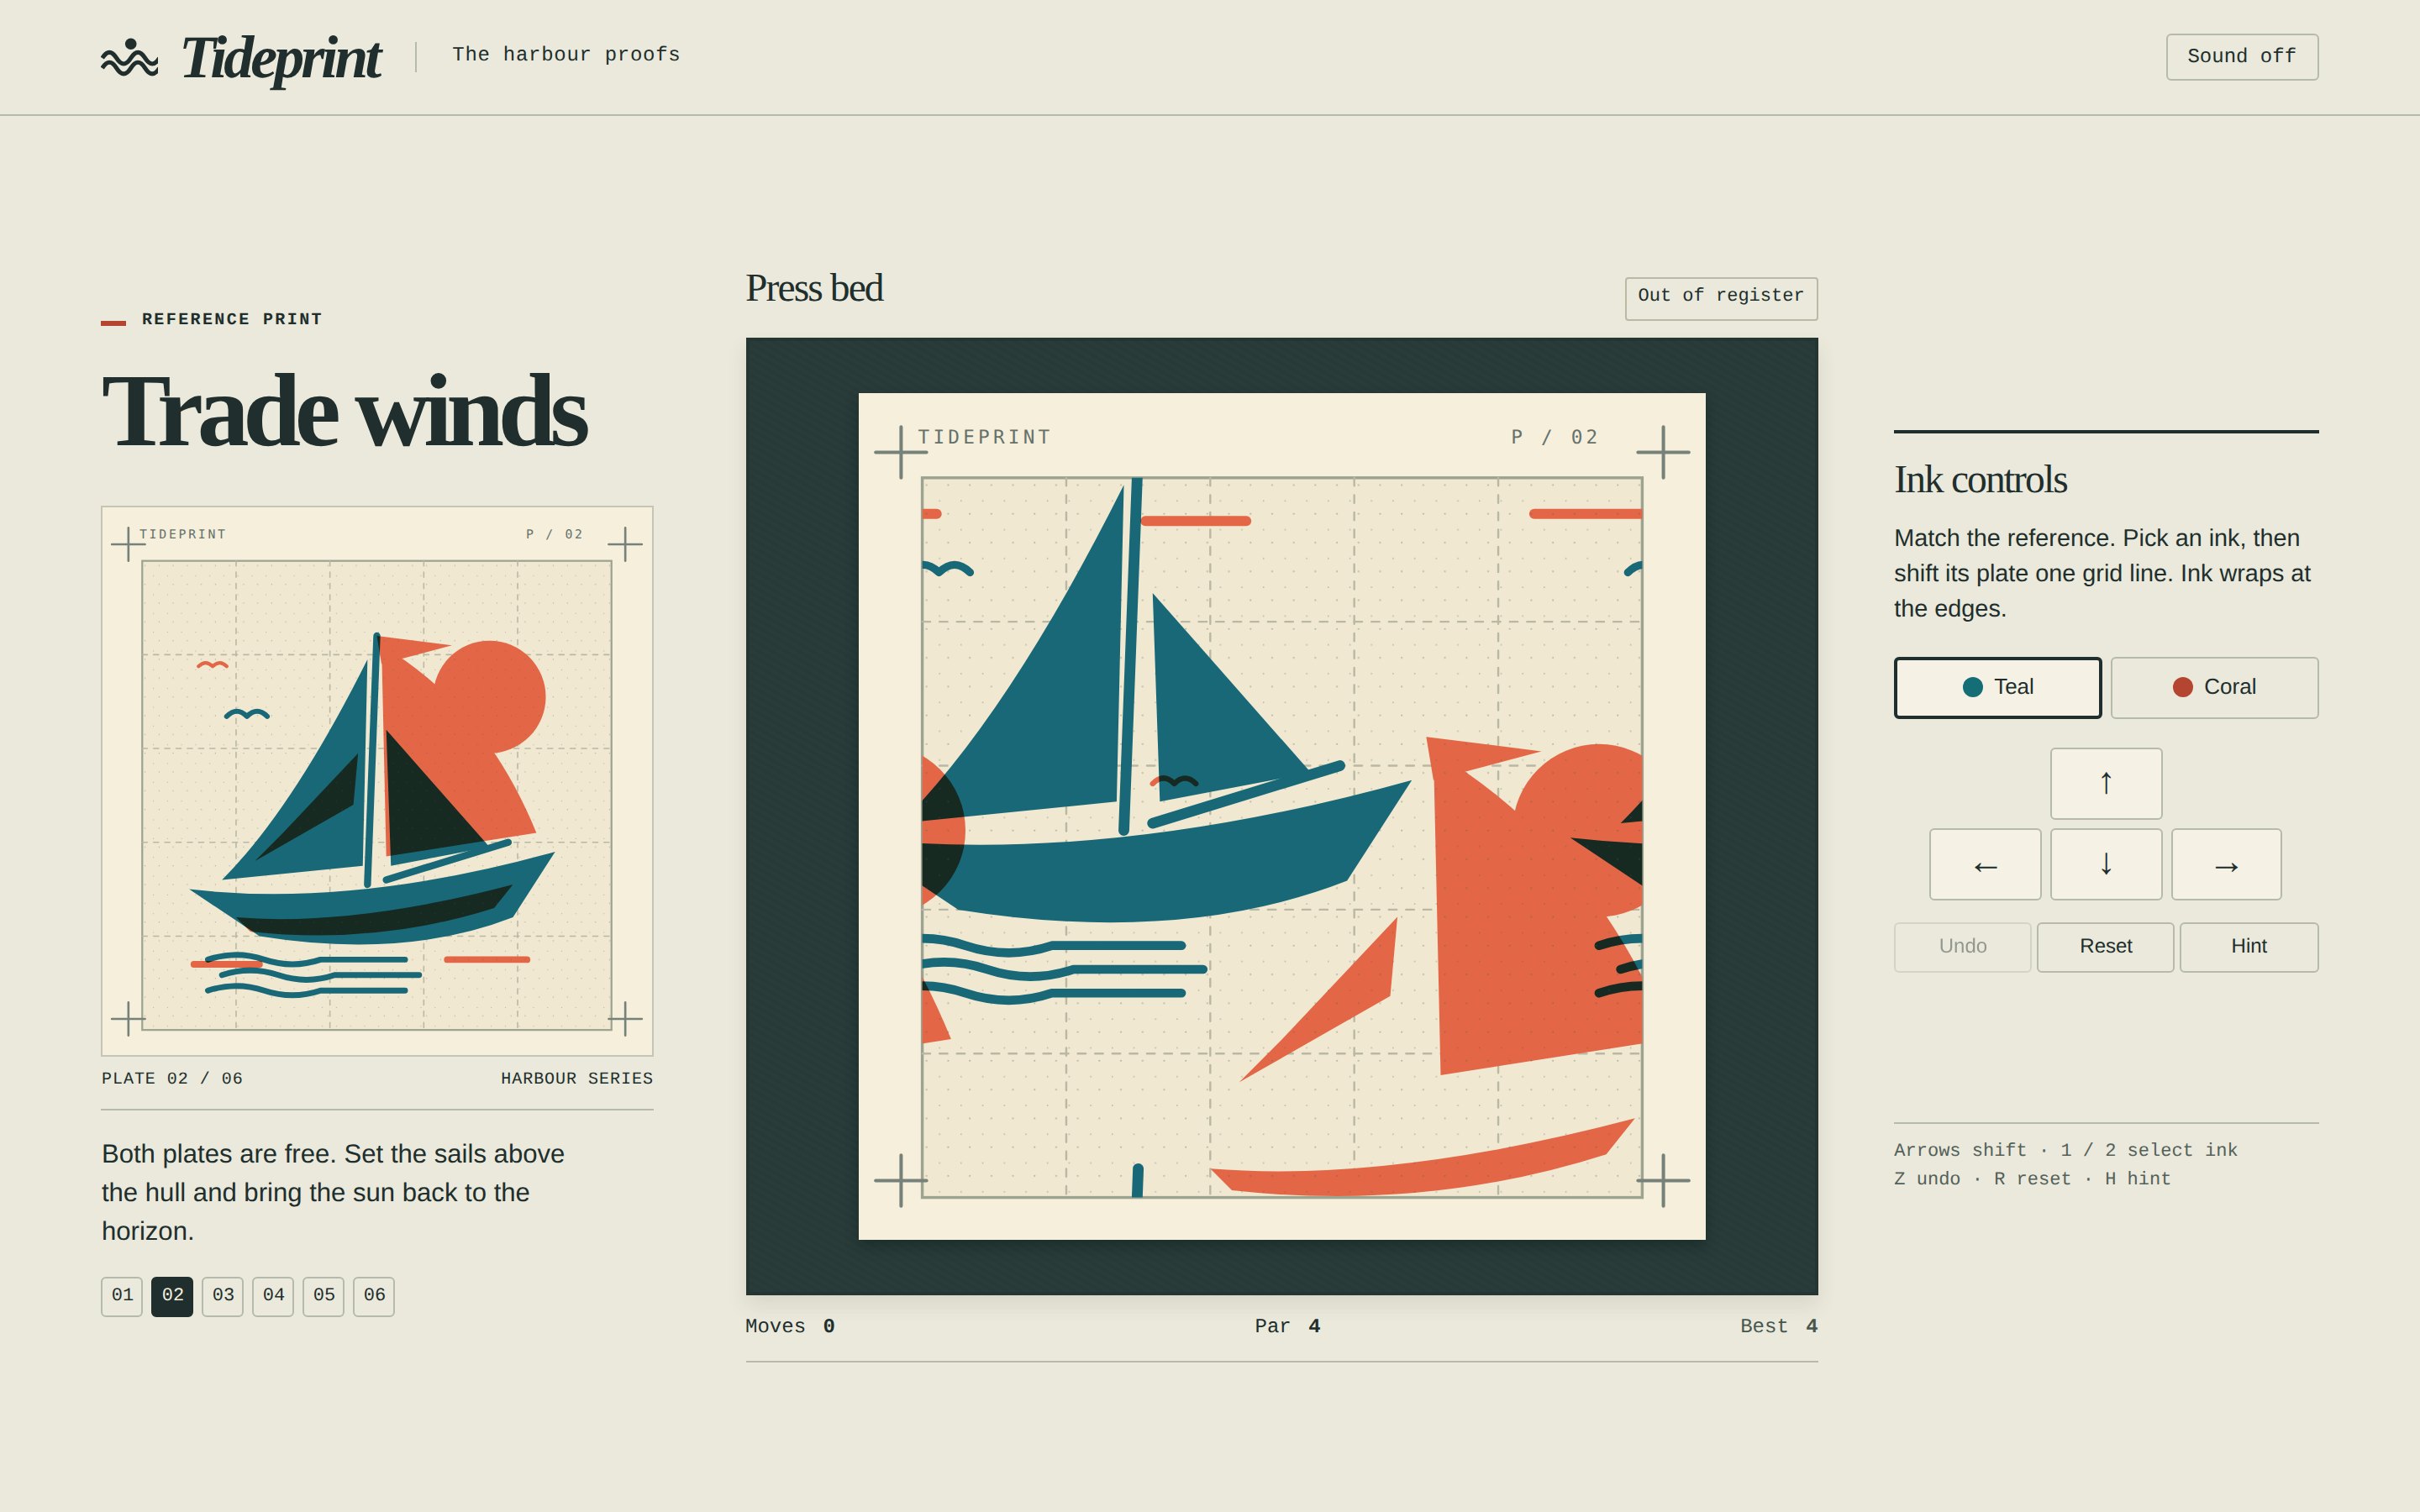 Tideprint
The harbour proofs
Sound off
REFERENCE PRINT
Trade winds
TIDEPRINT P / 02
PLATE 02 / 06 HARBOUR SERIES
Both plates are free. Set the sails above
the hull and bring the sun back to the
horizon.
01 02 03 04 05 06
Press bed
Out of register
TIDEPRINT P / 02
Moves 0 Par 4 Best 4
Ink controls
Match the reference. Pick an ink, then
shift its plate one grid line. Ink wraps at
the edges.
Teal Coral
↑
← ↓ →
Undo Reset Hint
Arrows shift · 1 / 2 select ink
Z undo · R reset · H hint